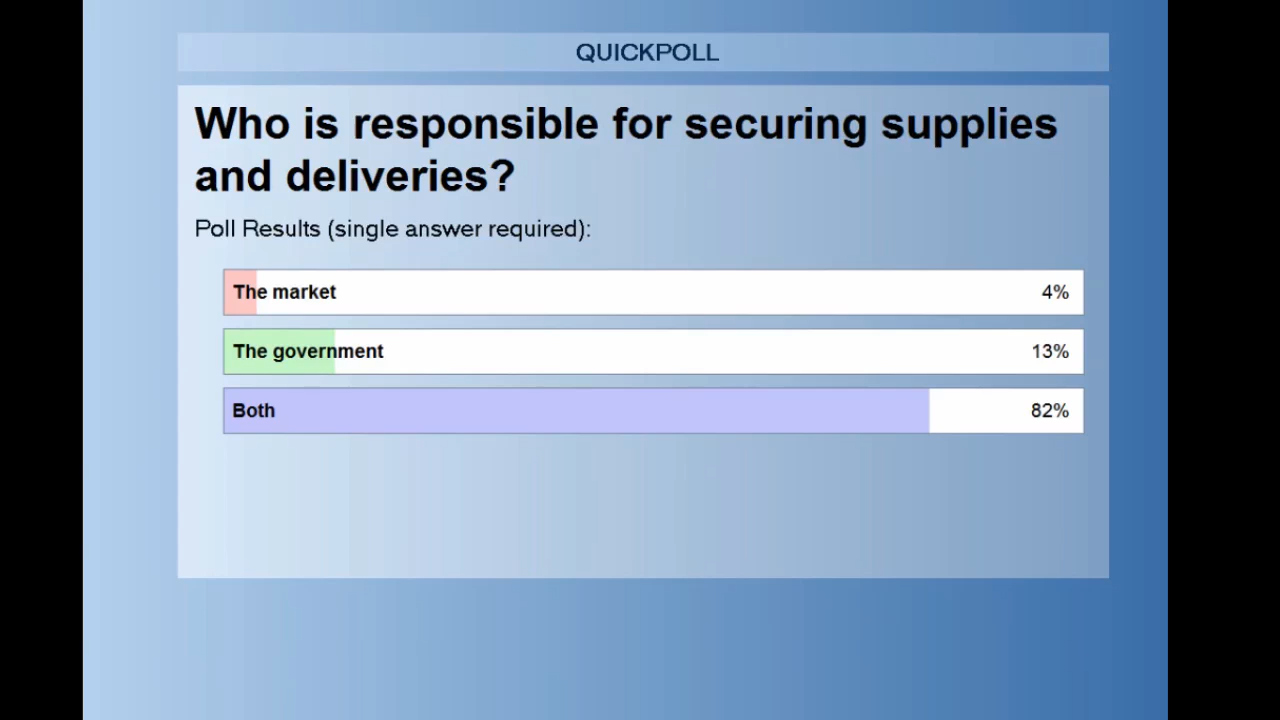 QUICKPOLL
Who is responsible for securing supplies
and deliveries?
Poll Results (single answer required):
The market 4%
The government 13%
Both 82%